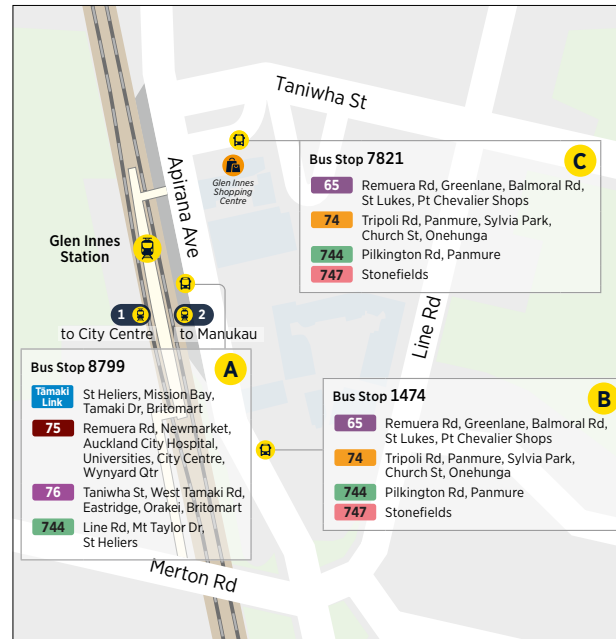 Taniwha St
Apirana Ave
Glen Innes
Shopping
Centre
Bus Stop 7821
C
65 Remuera Rd, Greenlane, Balmoral Rd,
St Lukes, Pt Chevalier Shops
74 Tripoli Rd, Panmure, Sylvia Park,
Church St, Onehunga
744 Pilkington Rd, Panmure
747 Stonefields
Glen Innes
Station
1
2
to City Centre
to Manukau
Line Rd
Bus Stop 8799
A
Tāmaki
Link
St Heliers, Mission Bay,
Tamaki Dr, Britomart
75 Remuera Rd, Newmarket,
Auckland City Hospital,
Universities, City Centre,
Wynyard Qtr
76 Taniwha St, West Tamaki Rd,
Eastridge, Orakei, Britomart
744 Line Rd, Mt Taylor Dr,
St Heliers
Bus Stop 1474
B
65 Remuera Rd, Greenlane, Balmoral Rd,
St Lukes, Pt Chevalier Shops
74 Tripoli Rd, Panmure, Sylvia Park,
Church St, Onehunga
744 Pilkington Rd, Panmure
747 Stonefields
Merton Rd